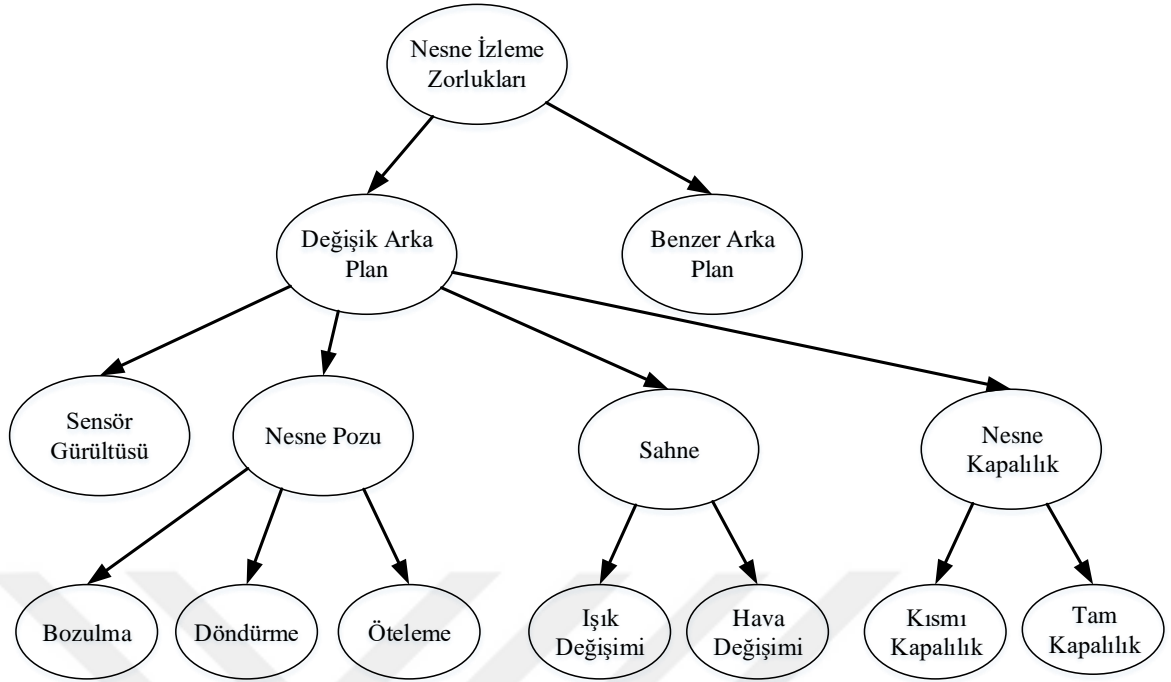 Nesne İzleme
Zorlukları
Değişik Arka
Plan
Benzer Arka
Plan
Sensör
Gürültüsü
Nesne Pozu
Sahne
Nesne
Kapalılık
Bozulma
Döndürme
Öteleme
Işık
Değişimi
Hava
Değişimi
Kısmı
Kapalılık
Tam
Kapalılık